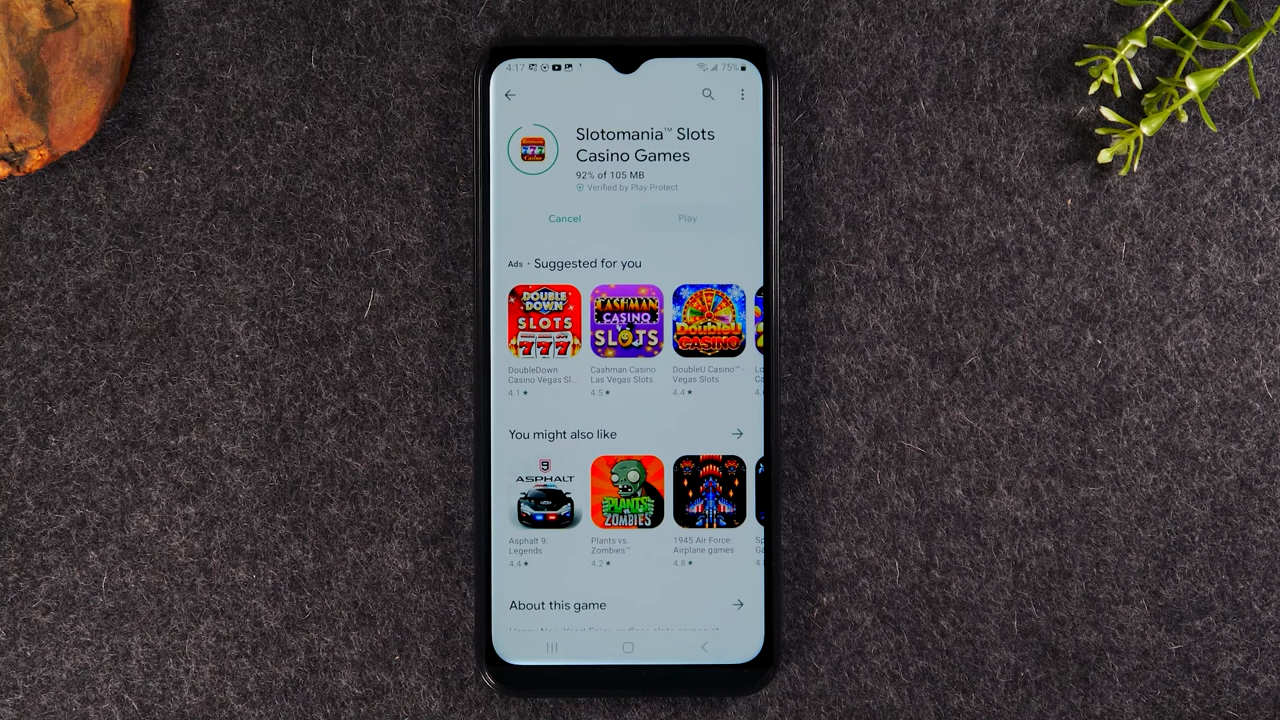 4.17
75%
Slotomania™ Slots
Casino Games
92% of 105 MB
Verified by Play Protect
Cancel
Play
Ads · Suggested for you
DOUBLE
DOWN
SLOTS
777
CASHMAN
CASINO
SLOTS
DoubleU
CASINO
DoubleDown
Casino Vegas Sl...
4.1 ★
Cashman Casino
Las Vegas Slots
4.5 ★
DoubleU Casino™ -
Vegas Slots
4.4 ★
You might also like
9
ASPHALT
PLANTS
ZOMBIES
Asphalt 9:
Legends
4.4 ★
Plants vs.
Zombies™
4.2 ★
1945 Air Force:
Airplane games
4.8 ★
About this game